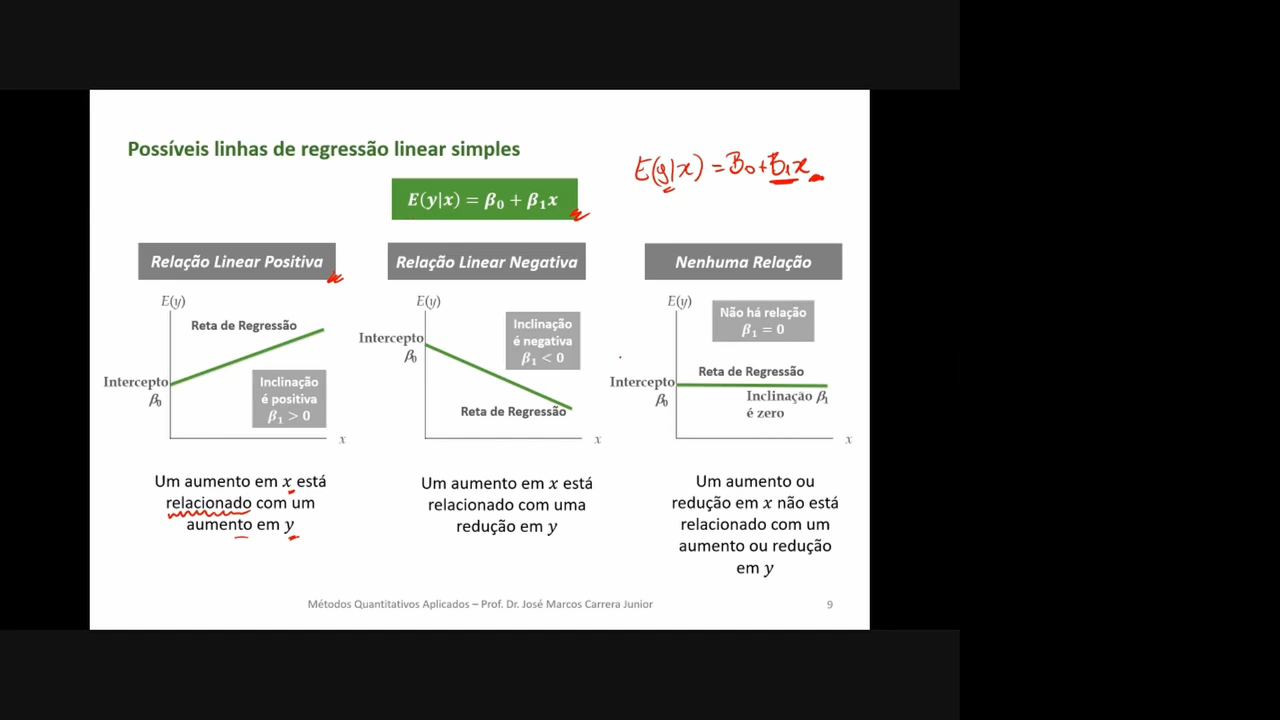 Possíveis linhas de regressão linear simples
E(y|x) = B₀+B₁x
E(y|x) = β₀ + β₁x
Relação Linear Positiva
E(y)
Reta de Regressão
Intercepto
β₀
Inclinação
é positiva
β₁ > 0
x
Um aumento em x está
relacionado com um
aumento em y
Relação Linear Negativa
E(y)
Intercepto
β₀
Inclinação
é negativa
β₁ < 0
Reta de Regressão
x
Um aumento em x está
relacionado com uma
redução em y
Nenhuma Relação
E(y)
Não há relação
β₁ = 0
Reta de Regressão
Intercepto
β₀
Inclinação β₁
é zero
x
Um aumento ou
redução em x não está
relacionado com um
aumento ou redução
em y
Métodos Quantitativos Aplicados – Prof. Dr. José Marcos Carrera Junior
9